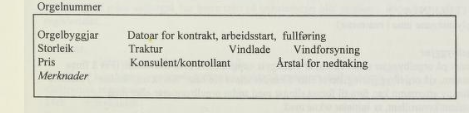 Orgelnummer
Orgelbyggjar Datoar for kontrakt, arbeidsstart, fullføring
Storleik Traktur Vindlade Vindforsyning
Pris Konsulent/kontrollant Årstal for nedtaking
Merknader